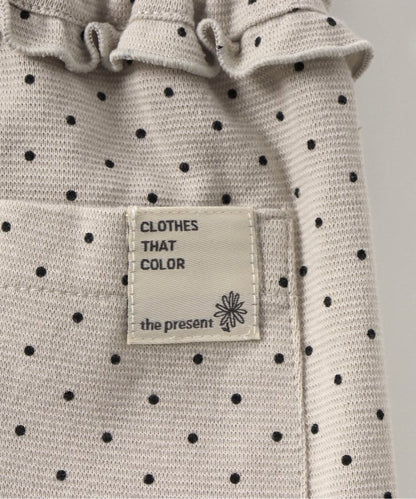 CLOTHES
THAT
COLOR
the present